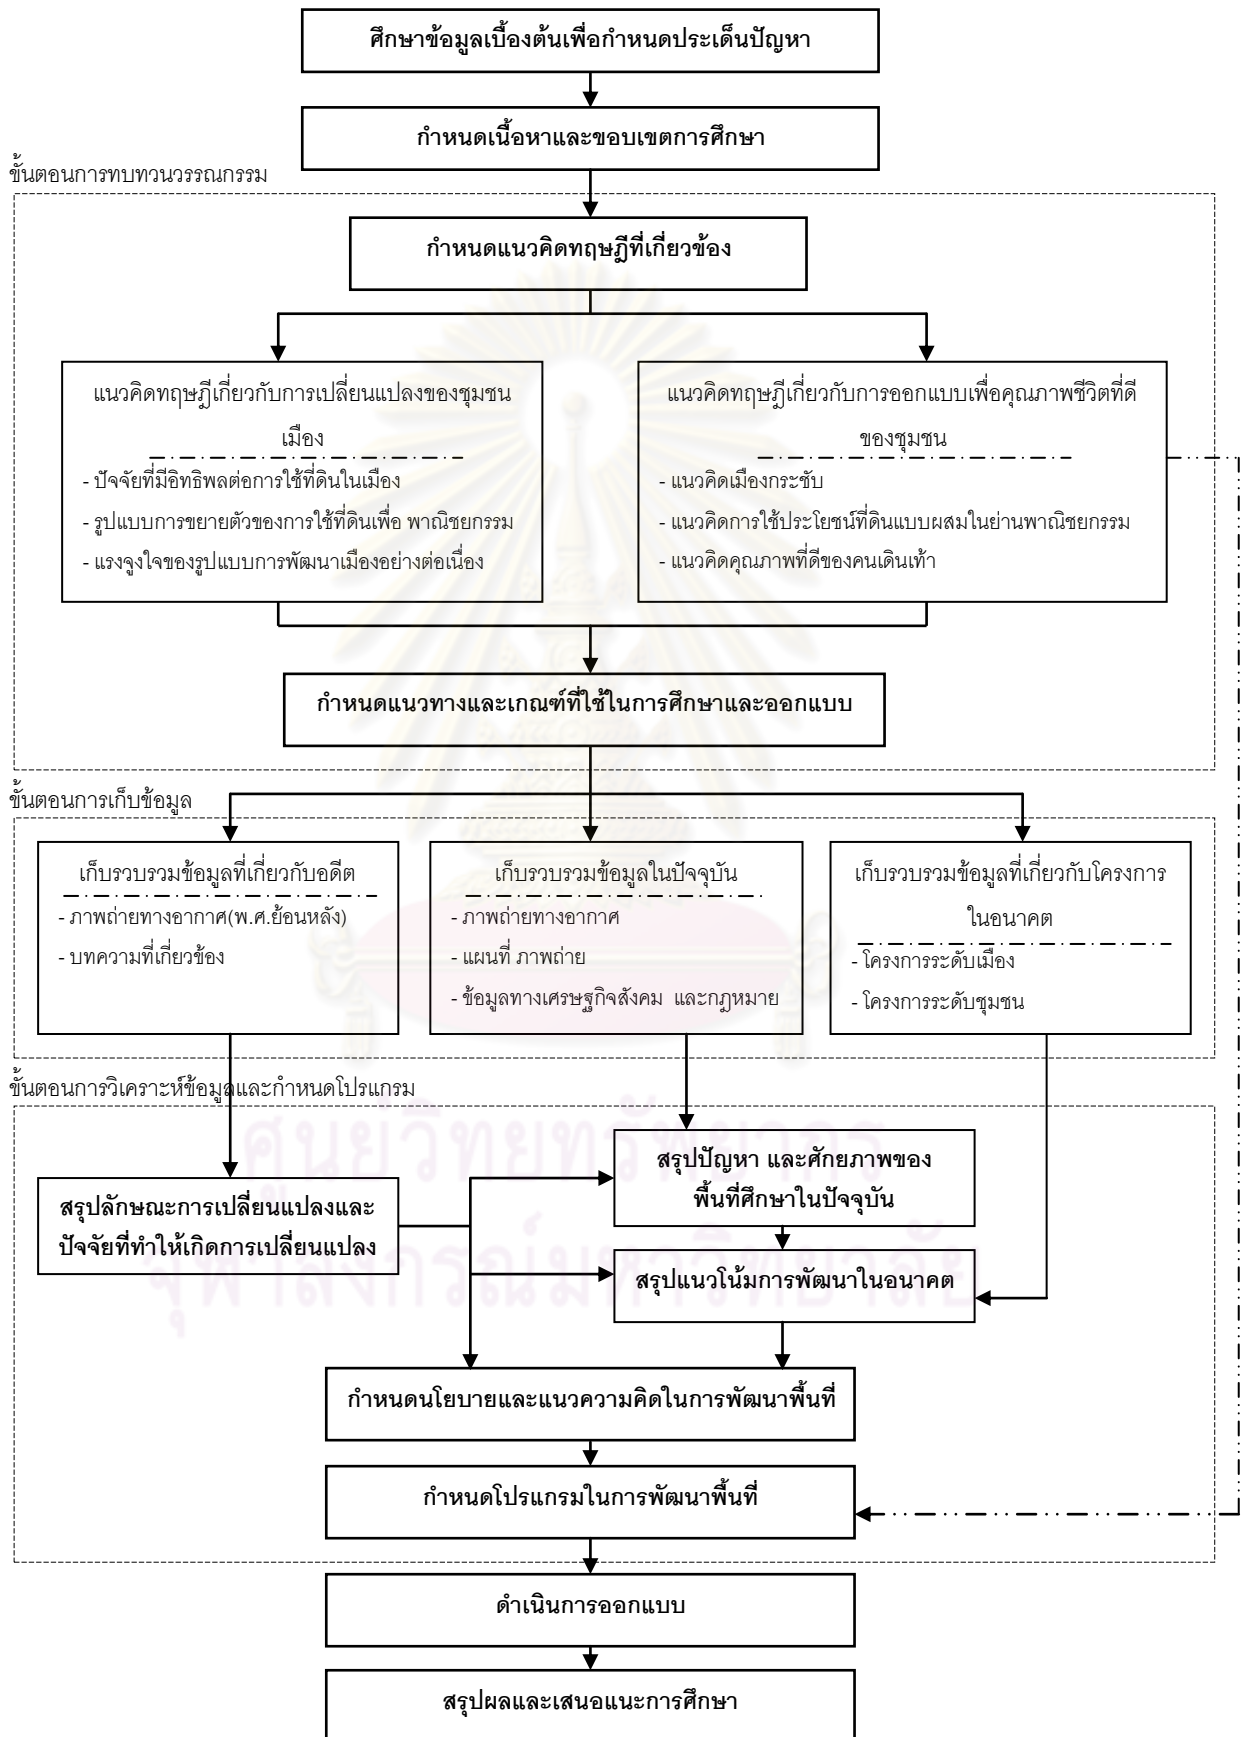 ศึกษาข้อมูลเบื้องต้นเพื่อกำหนดประเด็นปัญหา
กำหนดเนื้อหาและขอบเขตการศึกษา
ขั้นตอนการทบทวนวรรณกรรม
กำหนดแนวคิดทฤษฎีที่เกี่ยวข้อง
แนวคิดทฤษฎีเกี่ยวกับการเปลี่ยนแปลงของชุมชน
เมือง
- ปัจจัยที่มีอิทธิพลต่อการใช้ที่ดินในเมือง
- รูปแบบการขยายตัวของการใช้ที่ดินเพื่อ พาณิชยกรรม
- แรงจูงใจของรูปแบบการพัฒนาเมืองอย่างต่อเนื่อง
แนวคิดทฤษฎีเกี่ยวกับการออกแบบเพื่อคุณภาพชีวิตที่ดี
ของชุมชน
- แนวคิดเมืองกระชับ
- แนวคิดการใช้ประโยชน์ที่ดินแบบผสมในย่านพาณิชยกรรม
- แนวคิดคุณภาพที่ดีของคนเดินเท้า
กำหนดแนวทางและเกณฑ์ที่ใช้ในการศึกษาและออกแบบ
ขั้นตอนการเก็บข้อมูล
เก็บรวบรวมข้อมูลที่เกี่ยวกับอดีต
- ภาพถ่ายทางอากาศ(พ.ศ.ย้อนหลัง)
- บทความที่เกี่ยวข้อง
เก็บรวบรวมข้อมูลในปัจจุบัน
- ภาพถ่ายทางอากาศ
- แผนที่ ภาพถ่าย
- ข้อมูลทางเศรษฐกิจสังคม และกฎหมาย
เก็บรวบรวมข้อมูลที่เกี่ยวกับโครงการ
ในอนาคต
- โครงการระดับเมือง
- โครงการระดับชุมชน
ขั้นตอนการวิเคราะห์ข้อมูลและกำหนดโปรแกรม
ศูนย์วิทยทรัพยากร
จุฬาลงกรณ์มหาวิทยาลัย
สรุปปัญหา และศักยภาพของ
พื้นที่ศึกษาในปัจจุบัน
สรุปลักษณะการเปลี่ยนแปลงและ
ปัจจัยที่ทำให้เกิดการเปลี่ยนแปลง
สรุปแนวโน้มการพัฒนาในอนาคต
กำหนดนโยบายและแนวความคิดในการพัฒนาพื้นที่
กำหนดโปรแกรมในการพัฒนาพื้นที่
ดำเนินการออกแบบ
สรุปผลและเสนอแนะการศึกษา